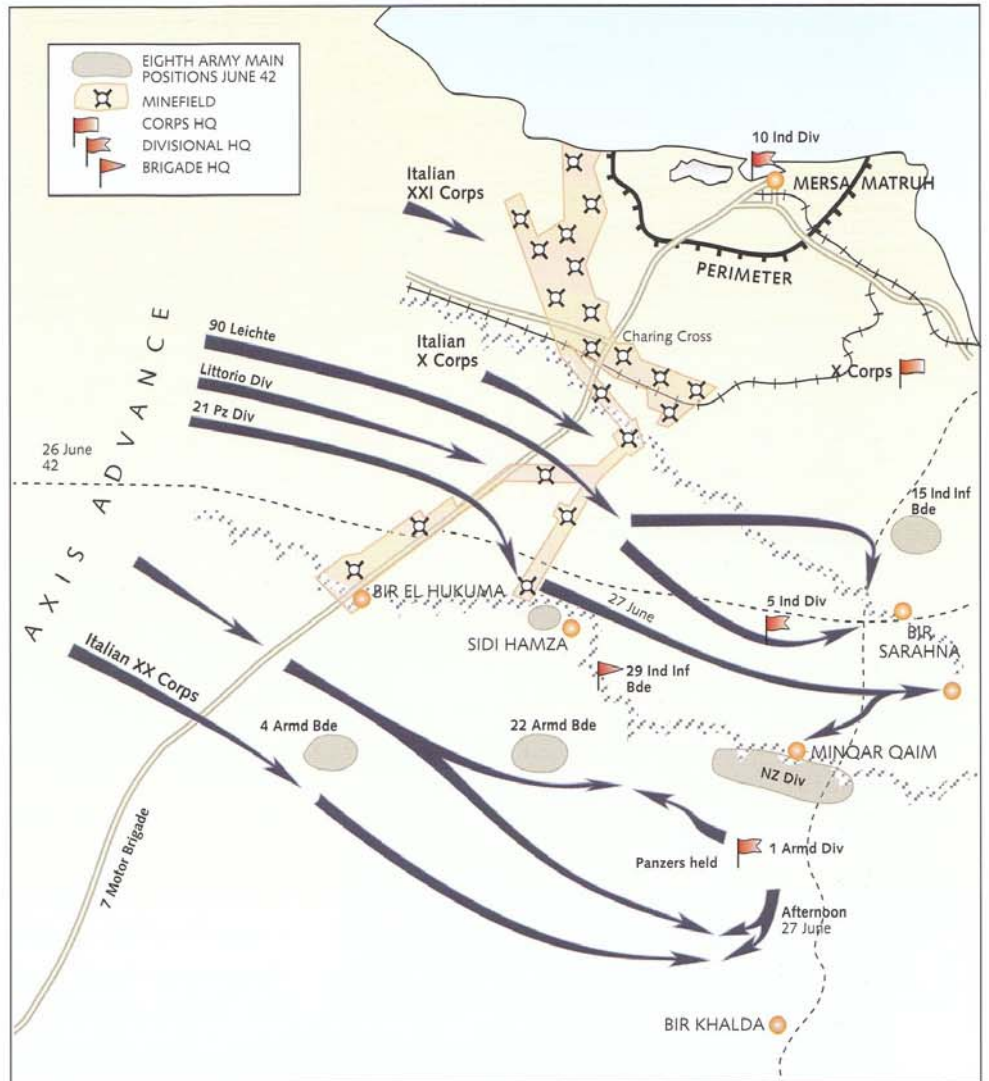 EIGHTH ARMY MAIN
POSITIONS JUNE 42
MINEFIELD
CORPS HQ
DIVISIONAL HQ
BRIGADE HQ
10 Ind Div
MERSA MATRUH
Italian
XXI Corps
PERIMETER
90 Leichte
Italian
X Corps
Charing Cross
X Corps
Littorio Div
21 Pz Div
AXIS ADVANCE
26 June
42
15 Ind Inf
Bde
BIR EL HUKUMA
27 June
5 Ind Div
BIR
SARAHNA
SIDI HAMZA
29 Ind Inf
Bde
Italian XX Corps
4 Armd Bde
22 Armd Bde
MINQAR QAIM
NZ Div
7 Motor Brigade
Panzers held
1 Armd Div
Afternoon
27 June
BIR KHALDA